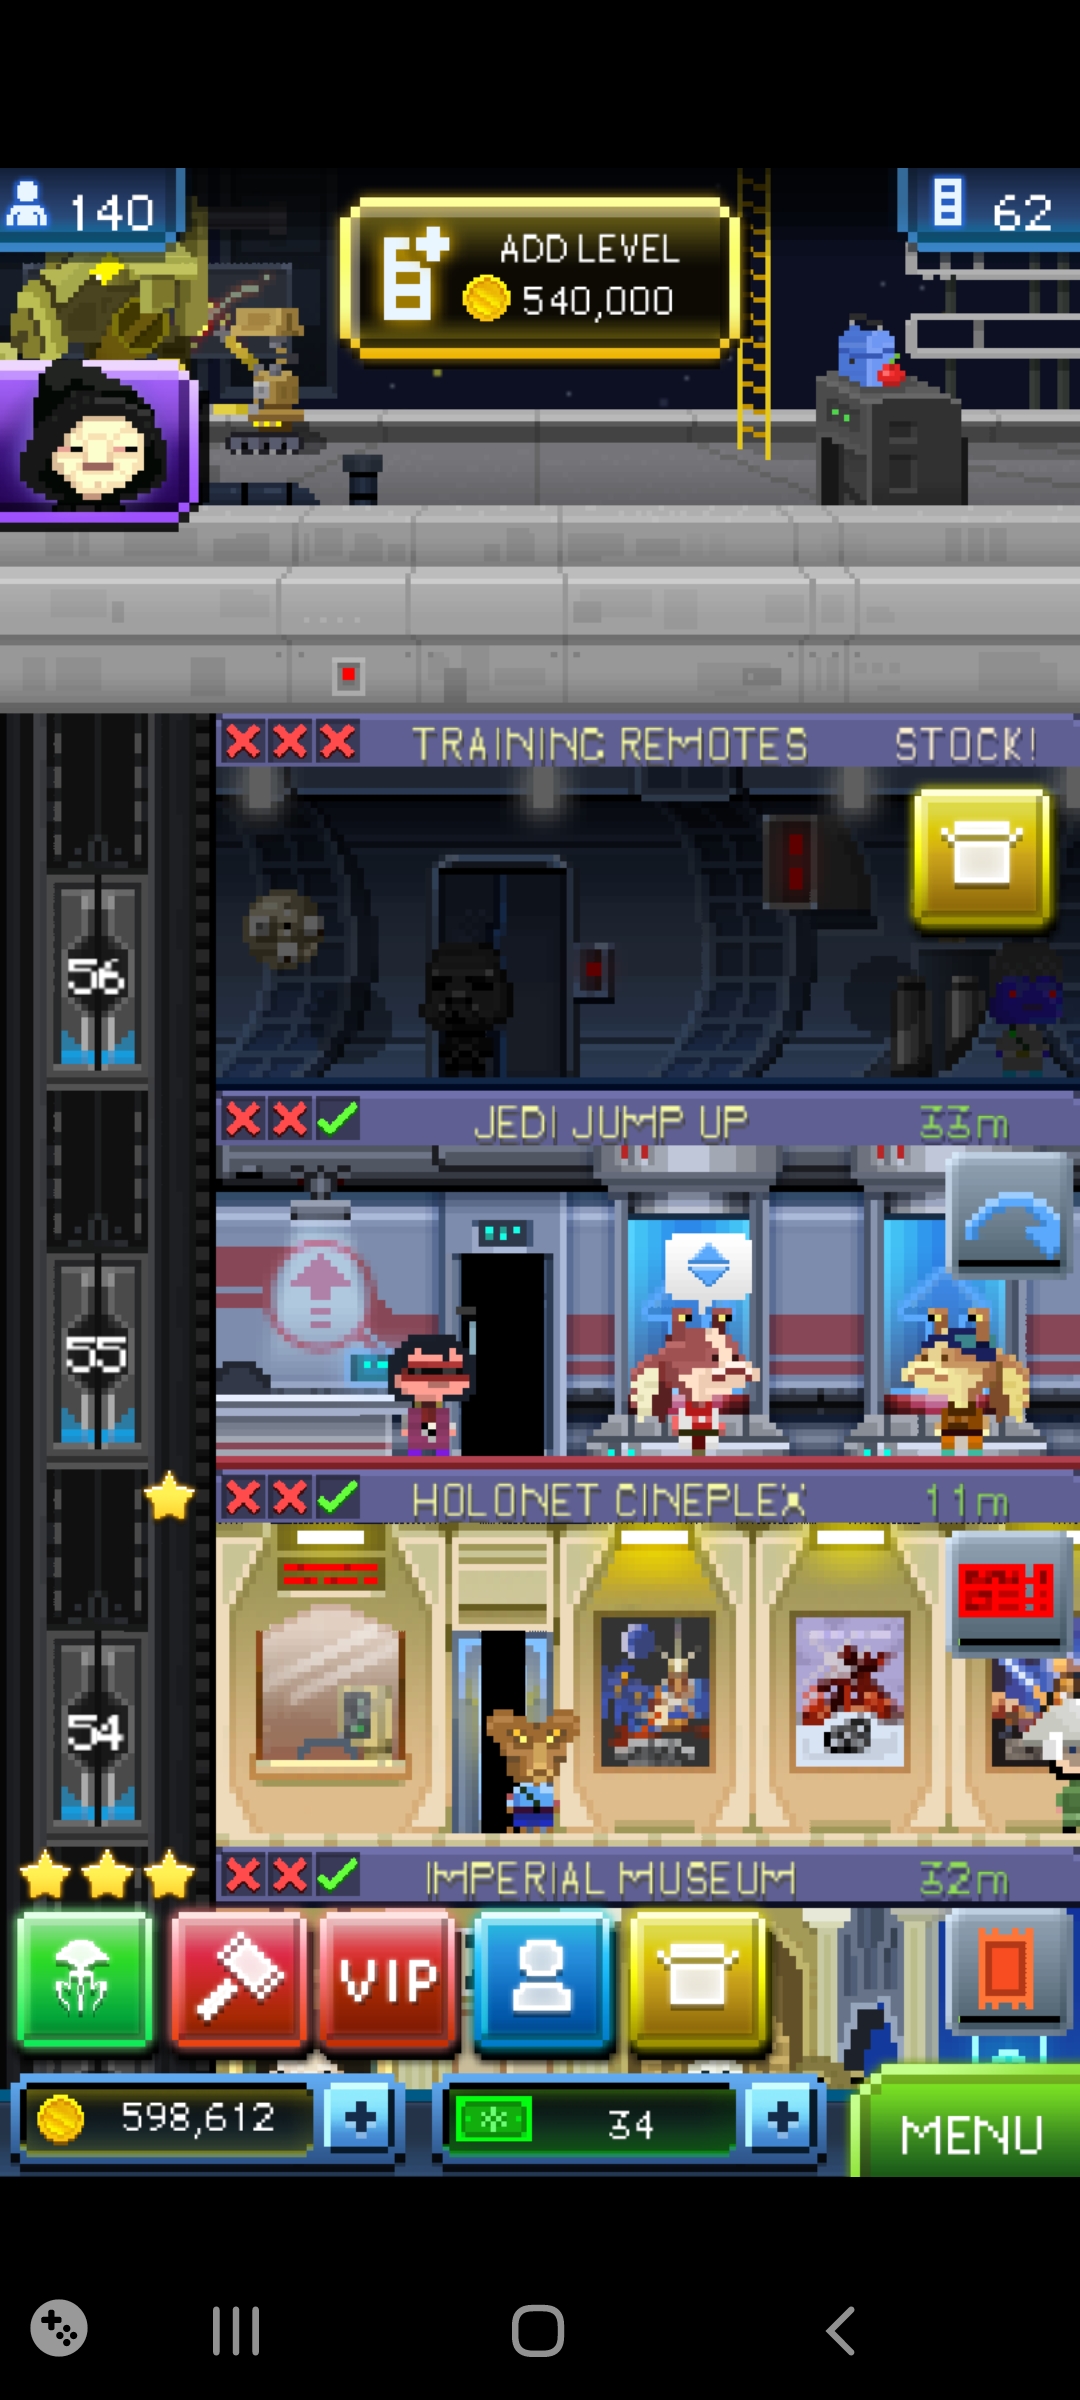 140
ADD LEVEL
540,000
62
TRAINING REMOTES STOCK!
56
JEDI JUMP UP 33m
55
HOLONET CINEPLEX 11m
54
IMPERIAL MUSEUM 32m
VIP
598,612
34
MENU